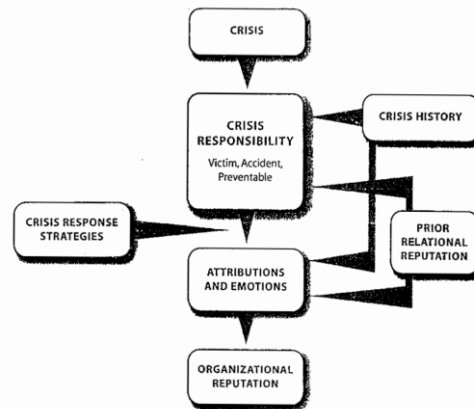 CRISIS
CRISIS
RESPONSIBILITY
Victim, Accident,
Preventable
CRISIS HISTORY
CRISIS RESPONSE
STRATEGIES
PRIOR
RELATIONAL
REPUTATION
ATTRIBUTIONS
AND EMOTIONS
ORGANIZATIONAL
REPUTATION